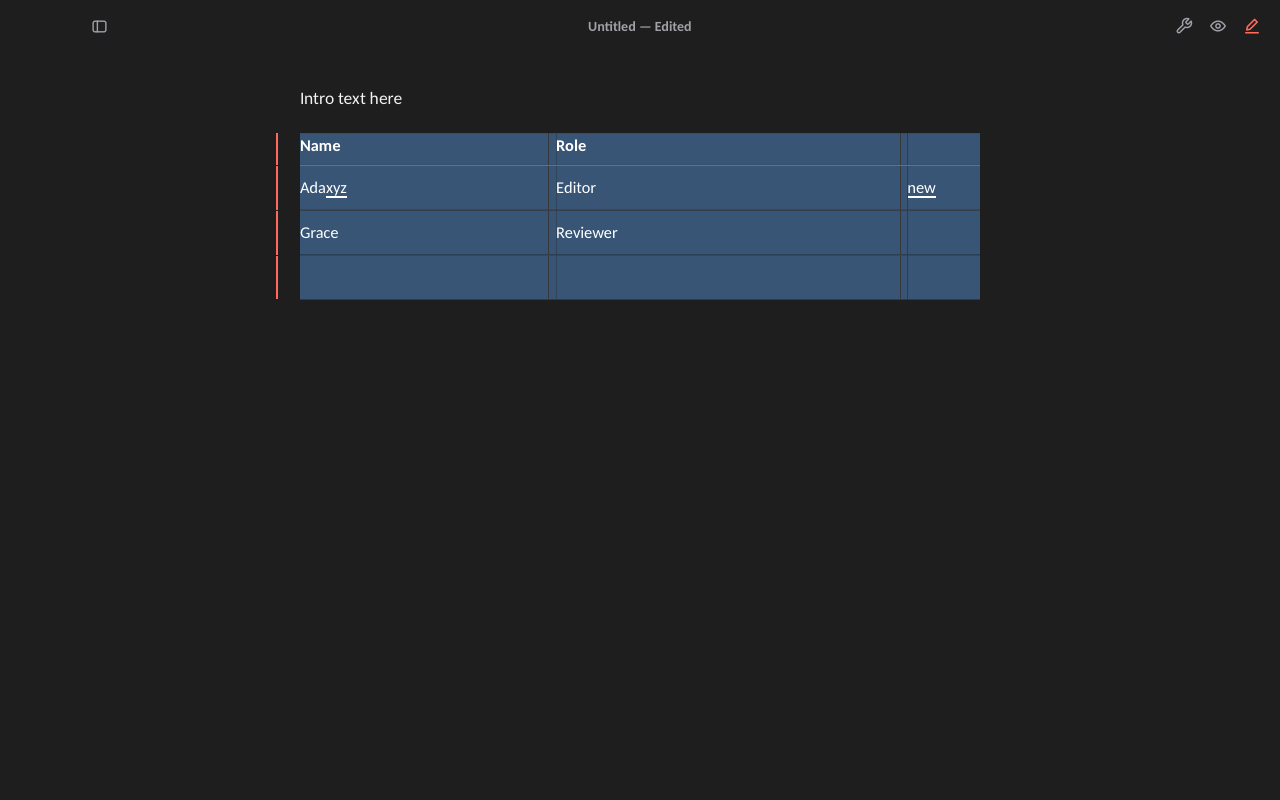 Untitled — Edited
Intro text here
Name Role
Adaxyz Editor new
Grace Reviewer